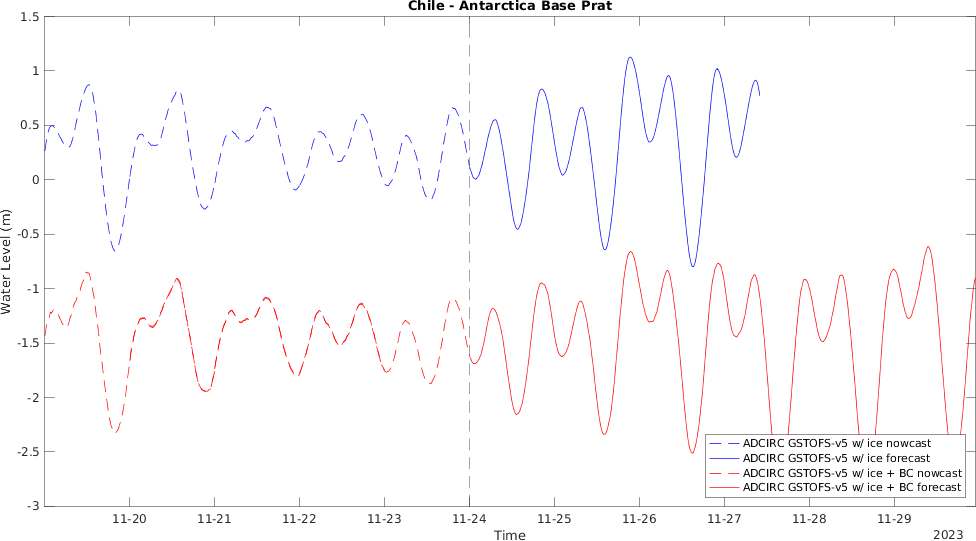 Chile - Antarctica Base Prat
1.5
1
0.5
0
-0.5
-1
-1.5
-2
-2.5
-3
Water Level (m)
ADCIRC GSTOFS-v5 w/ ice nowcast
ADCIRC GSTOFS-v5 w/ ice forecast
ADCIRC GSTOFS-v5 w/ ice + BC nowcast
ADCIRC GSTOFS-v5 w/ ice + BC forecast
11-20 11-21 11-22 11-23 11-24 11-25 11-26 11-27 11-28 11-29
Time
2023